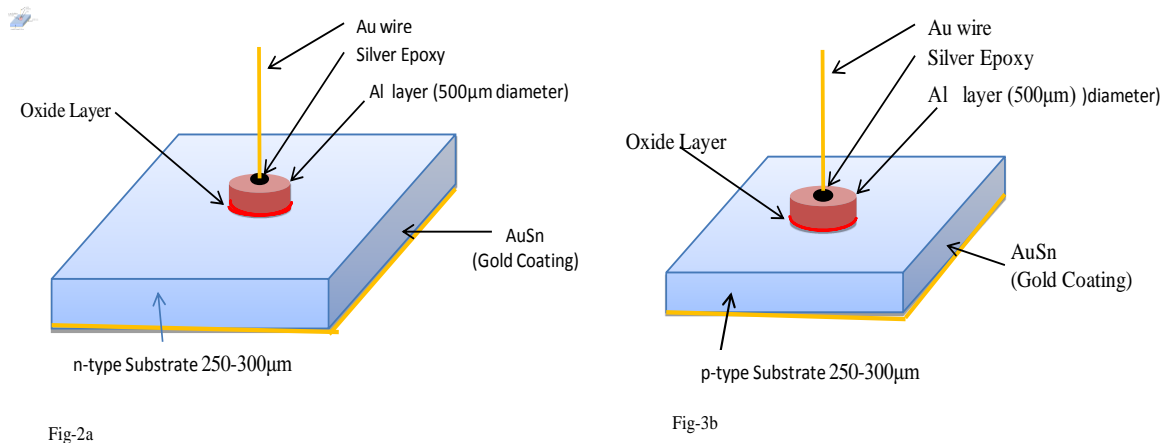 Au wire
Silver Epoxy
Al layer (500µm diameter)
Oxide Layer
AuSn
(Gold Coating)
n-type Substrate 250-300µm
Fig-2a
Au wire
Silver Epoxy
Al layer (500µm) )diameter)
Oxide Layer
AuSn
(Gold Coating)
p-type Substrate 250-300µm
Fig-3b